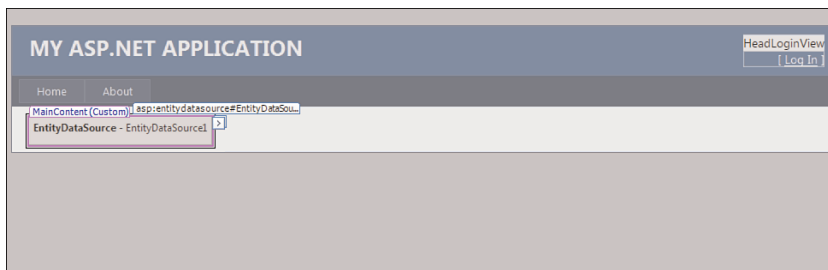 MY ASP.NET APPLICATION
HeadLoginView
[ Log In ]
Home About
MainContent (Custom) asp:entitydatasource#EntityDataSou...
EntityDataSource - EntityDataSource1